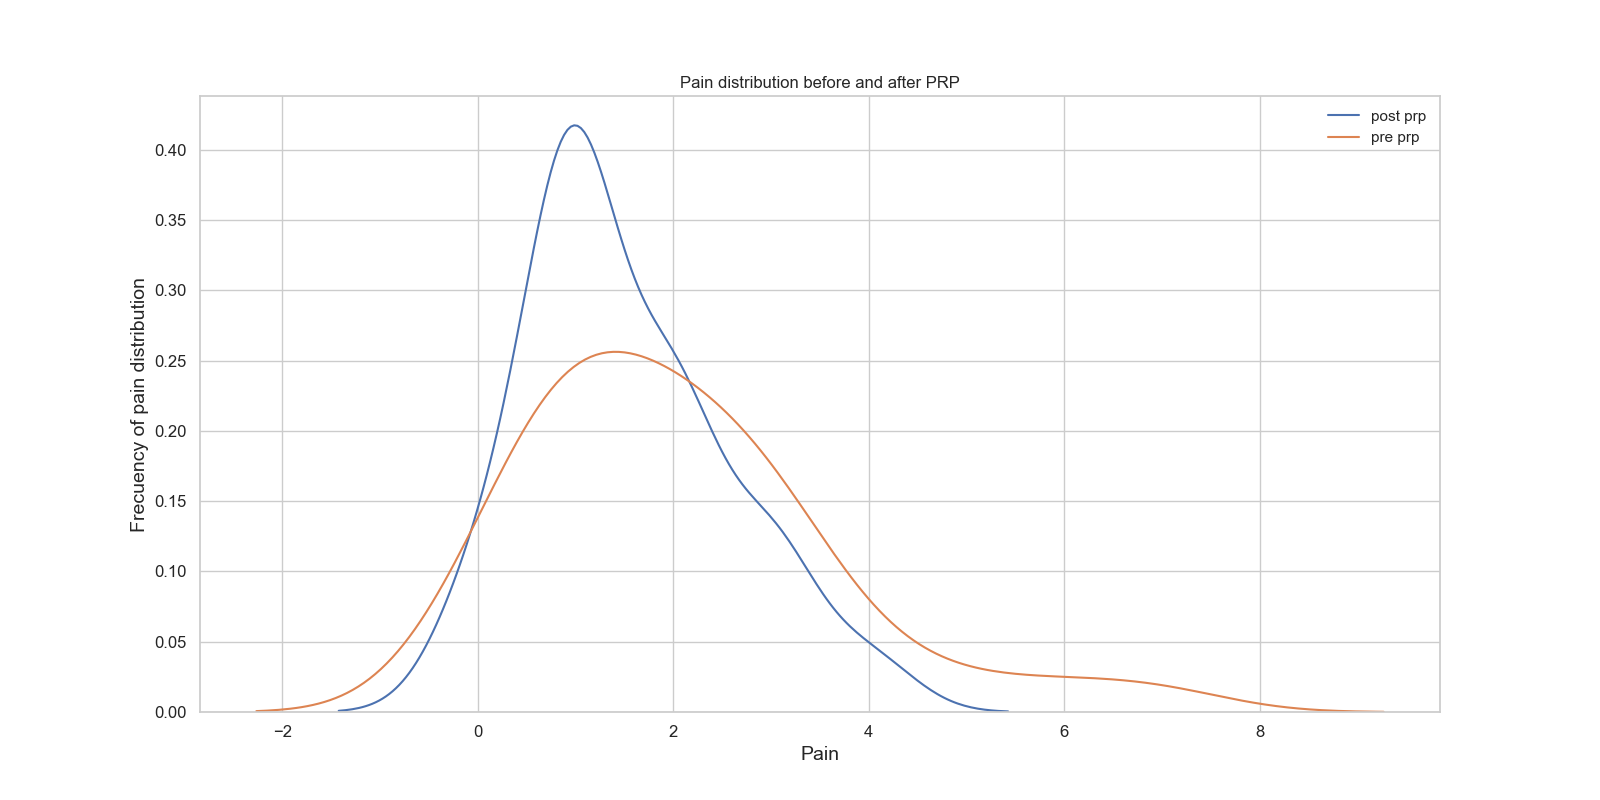 Pain distribution before and after PRP
post prp
pre prp
Frecuency of pain distribution
0.40
0.35
0.30
0.25
0.20
0.15
0.10
0.05
0.00
−2 0 2 4 6 8
Pain